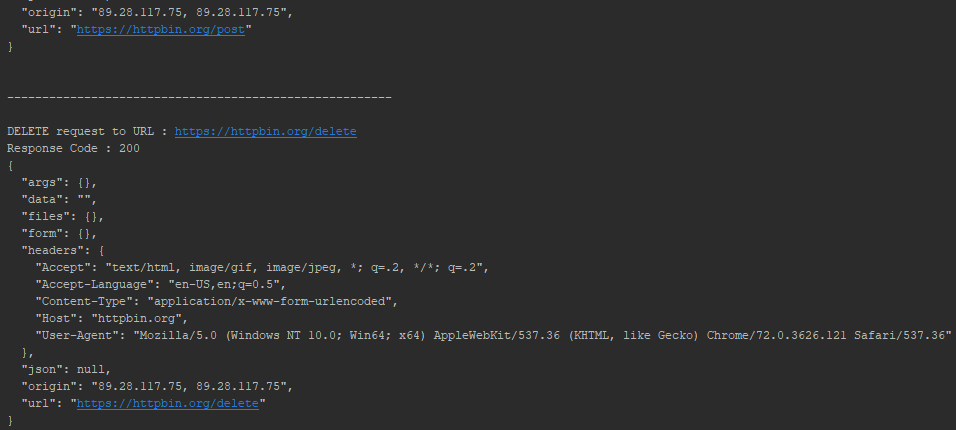 "origin": "89.28.117.75, 89.28.117.75",
"url": "https://httpbin.org/post"
}
-------------------------------------------------------
DELETE request to URL : https://httpbin.org/delete
Response Code : 200
{
"args": {},
"data": "",
"files": {},
"form": {},
"headers": {
"Accept": "text/html, image/gif, image/jpeg, *; q=.2, */*; q=.2",
"Accept-Language": "en-US,en;q=0.5",
"Content-Type": "application/x-www-form-urlencoded",
"Host": "httpbin.org",
"User-Agent": "Mozilla/5.0 (Windows NT 10.0; Win64; x64) AppleWebKit/537.36 (KHTML, like Gecko) Chrome/72.0.3626.121 Safari/537.36"
},
"json": null,
"origin": "89.28.117.75, 89.28.117.75",
"url": "https://httpbin.org/delete"
}